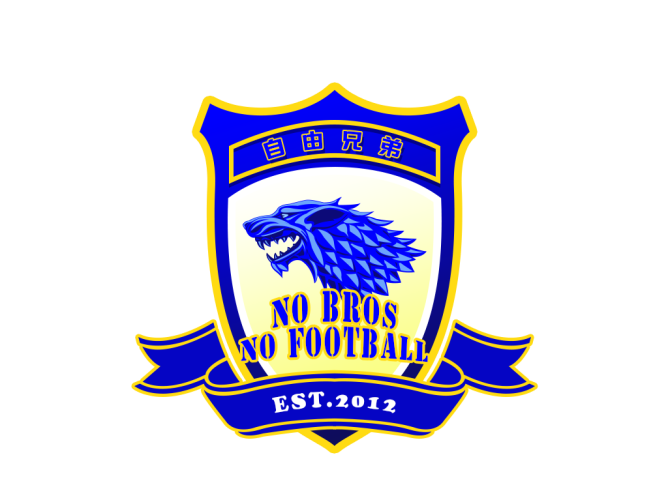 自由兄弟
NO BROS
NO FOOTBALL
EST.2012